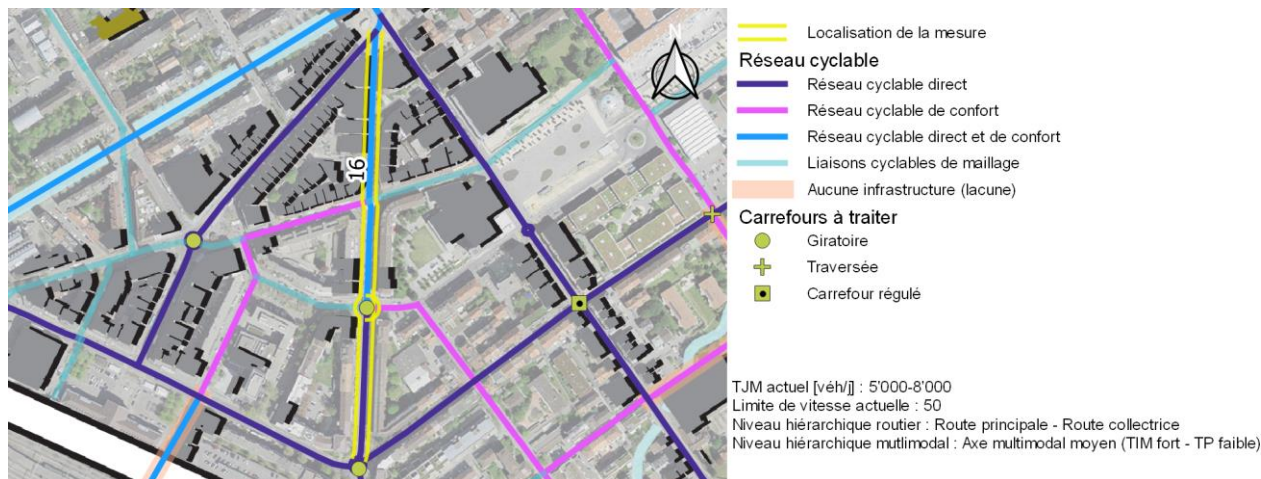 16
N
Localisation de la mesure
Réseau cyclable
Réseau cyclable direct
Réseau cyclable de confort
Réseau cyclable direct et de confort
Liaisons cyclables de maillage
Aucune infrastructure (lacune)
Carrefours à traiter
Giratoire
Traversée
Carrefour régulé
TJM actuel [véh/j] : 5'000-8'000
Limite de vitesse actuelle : 50
Niveau hiérarchique routier : Route principale - Route collectrice
Niveau hiérarchique mutlimodal : Axe multimodal moyen (TIM fort - TP faible)